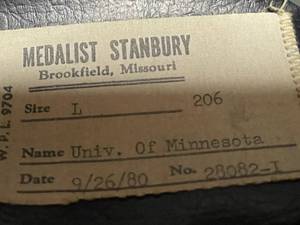 MEDALIST STANBURY
Brookfield, Missouri
Size L 206
Name Univ. Of Minnesota
Date 9/26/80 No. 28082-I
W. P. L. 9704